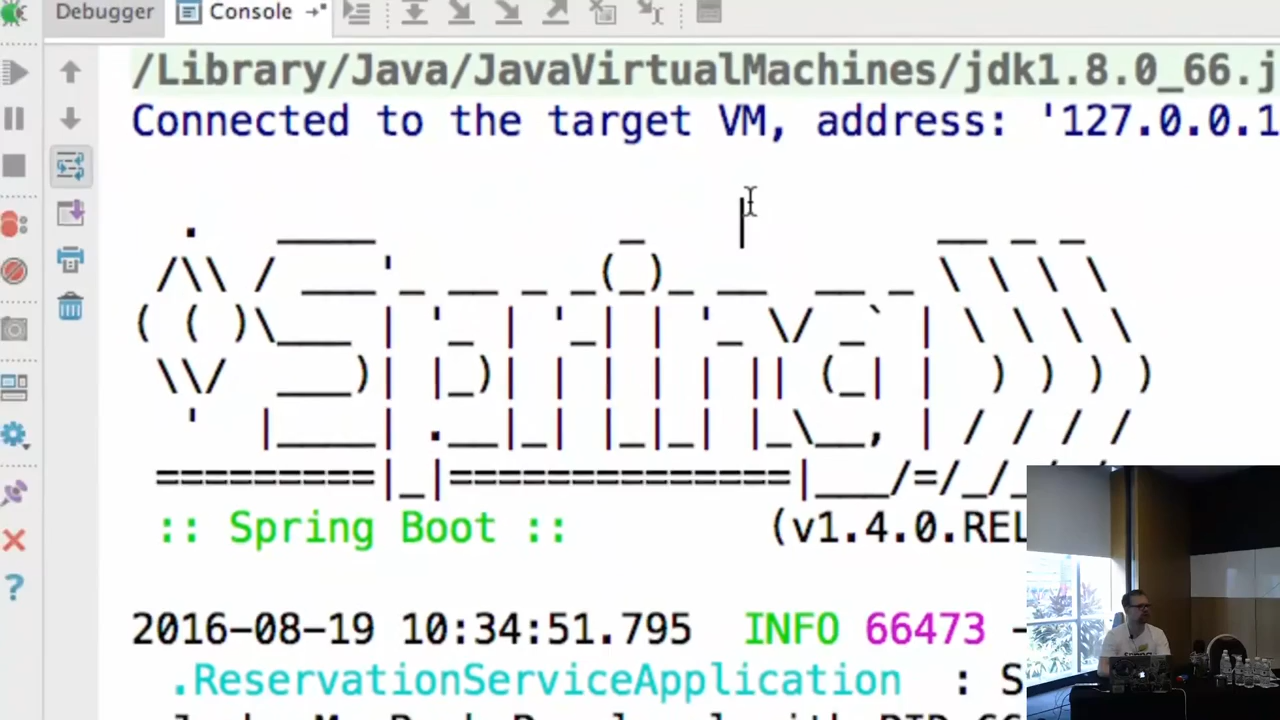 Debugger
Console
/Library/Java/JavaVirtualMachines/jdk1.8.0_66.j
Connected to the target VM, address: '127.0.0.1
Spring
:: Spring Boot :: (v1.4.0.REL
2016-08-19 10:34:51.795 INFO 66473 -
.ReservationServiceApplication : S